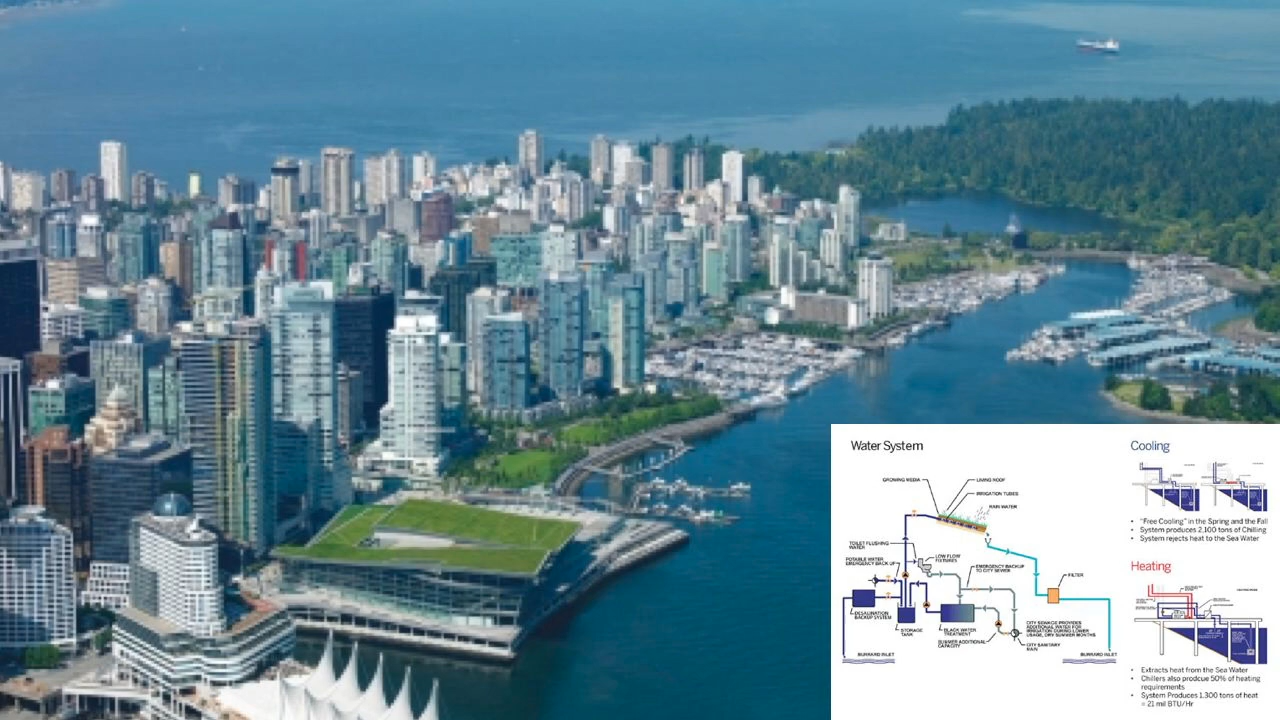 Water System
GROWING MEDIA
LIVING ROOF
IRRIGATION TUBES
RAIN WATER
TOILET FLUSHING
WATER
POTABLE WATER
EMERGENCY BACK UP
LOW FLOW
FIXTURES
EMERGENCY BACKUP
TO CITY SEWER
FILTER
DESALINATION
BACKUP SYSTEM
STORAGE
TANK
BLACK WATER
TREATMENT
SUMMER ADDITIONAL
CAPACITY
CITY SEWAGE PROVIDES
ADDITIONAL WATER FOR
IRRIGATION DURING LOWER
USAGE, DRY SUMMER MONTHS
CITY SANITARY
MAIN
BURRARD INLET
BURRARD INLET
Cooling
• "Free Cooling" in the Spring and the Fall
• System produces 2,100 tons of Chilling
• System rejects heat to the Sea Water
Heating
• Extracts heat from the Sea Water
• Chillers also prodcue 50% of heating
requirements
• System Produces 1,300 tons of heat
= 21 mil BTU/Hr